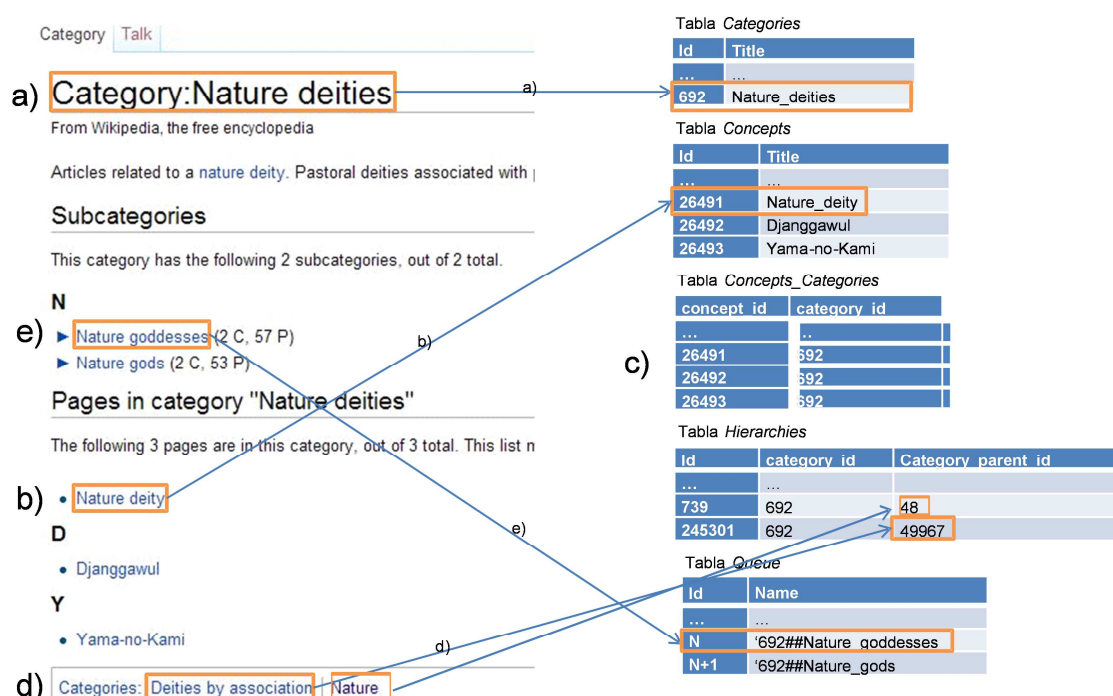 Category Talk
a) Category:Nature deities
From Wikipedia, the free encyclopedia
Articles related to a nature deity. Pastoral deities associated with
Subcategories
This category has the following 2 subcategories, out of 2 total.
N
e) ► Nature goddesses (2 C, 57 P)
► Nature gods (2 C, 53 P)
Pages in category "Nature deities"
The following 3 pages are in this category, out of 3 total. This list
b) • Nature deity
D
• Djanggawul
Y
• Yama-no-Kami
d) Categories: Deities by association | Nature
a)
b)
e)
d)
Tabla Categories
Id Title
... ...
692 Nature_deities
Tabla Concepts
Id Title
... ...
26491 Nature_deity
26492 Djanggawul
26493 Yama-no-Kami
Tabla Concepts_Categories
c)
concept_id category_id
... ..
26491 692
26492 692
26493 692
Tabla Hierarchies
Id category_id Category_parent_id
... ...
739 692 48
245301 692 49967
Tabla Queue
Id Name
... ...
N '692##Nature_goddesses
N+1 '692##Nature_gods